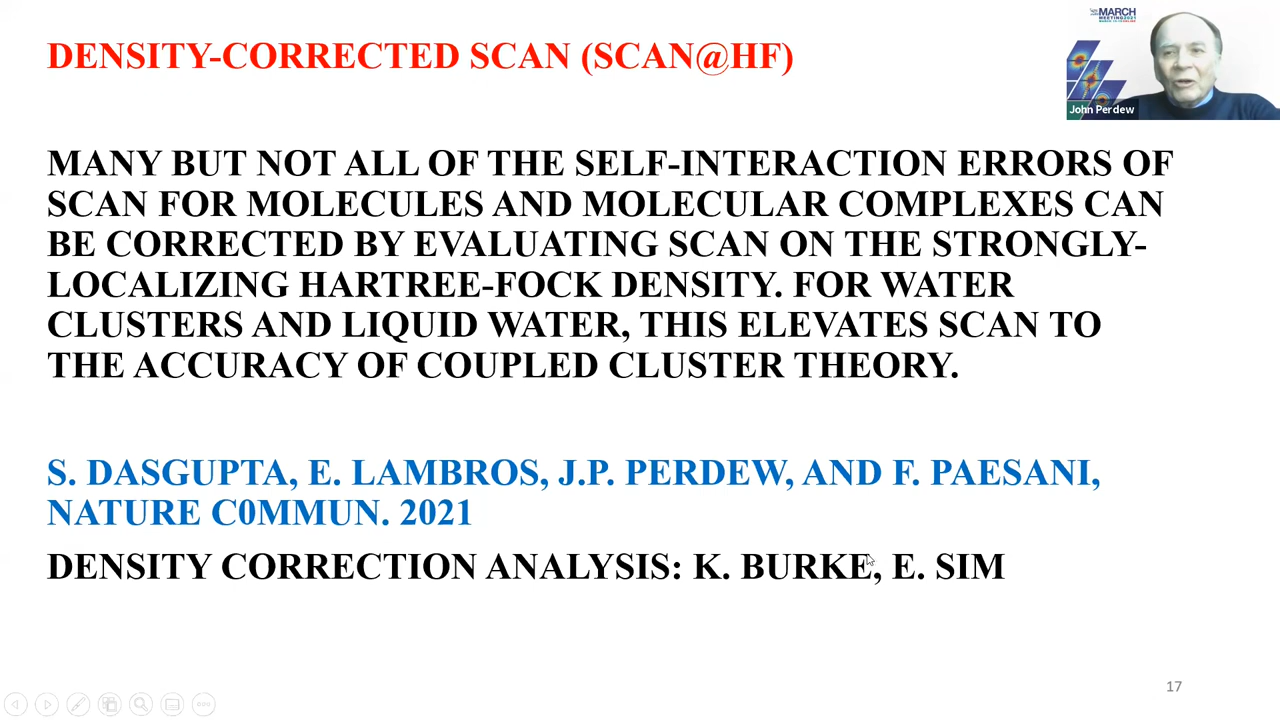 DENSITY-CORRECTED SCAN (SCAN@HF)
MARCH
MEETING2021
John Perdew
MANY BUT NOT ALL OF THE SELF-INTERACTION ERRORS OF
SCAN FOR MOLECULES AND MOLECULAR COMPLEXES CAN
BE CORRECTED BY EVALUATING SCAN ON THE STRONGLY-
LOCALIZING HARTREE-FOCK DENSITY. FOR WATER
CLUSTERS AND LIQUID WATER, THIS ELEVATES SCAN TO
THE ACCURACY OF COUPLED CLUSTER THEORY.
S. DASGUPTA, E. LAMBROS, J.P. PERDEW, AND F. PAESANI,
NATURE C0MMUN. 2021
DENSITY CORRECTION ANALYSIS: K. BURKE, E. SIM
17